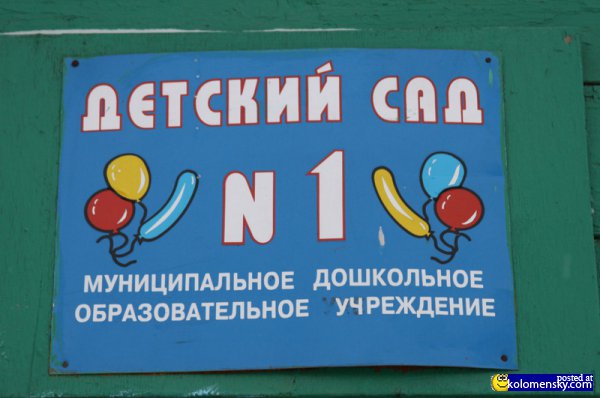 ДЕТСКИЙ САД
N 1
МУНИЦИПАЛЬНОЕ ДОШКОЛЬНОЕ
ОБРАЗОВАТЕЛЬНОЕ УЧРЕЖДЕНИЕ
posted at
kolomensky.com